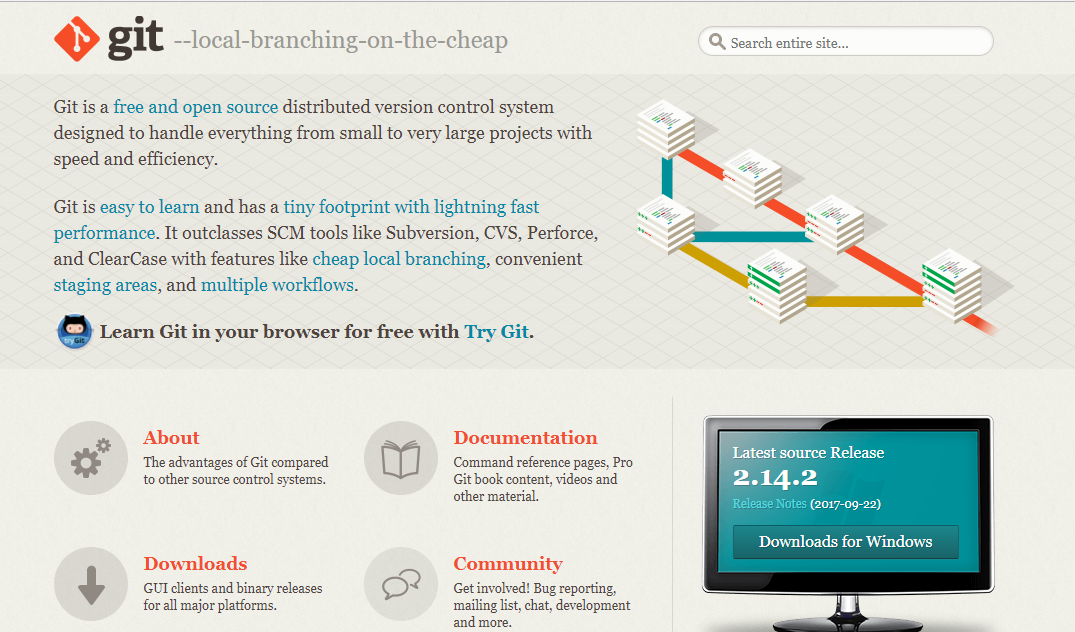 git --local-branching-on-the-cheap
Search entire site...
Git is a free and open source distributed version control system
designed to handle everything from small to very large projects with
speed and efficiency.
Git is easy to learn and has a tiny footprint with lightning fast
performance. It outclasses SCM tools like Subversion, CVS, Perforce,
and ClearCase with features like cheap local branching, convenient
staging areas, and multiple workflows.
tryGit
Learn Git in your browser for free with Try Git.
About
The advantages of Git compared
to other source control systems.
Documentation
Command reference pages, Pro
Git book content, videos and
other material.
Downloads
GUI clients and binary releases
for all major platforms.
Community
Get involved! Bug reporting,
mailing list, chat, development
and more.
Latest source Release
2.14.2
Release Notes (2017-09-22)
Downloads for Windows